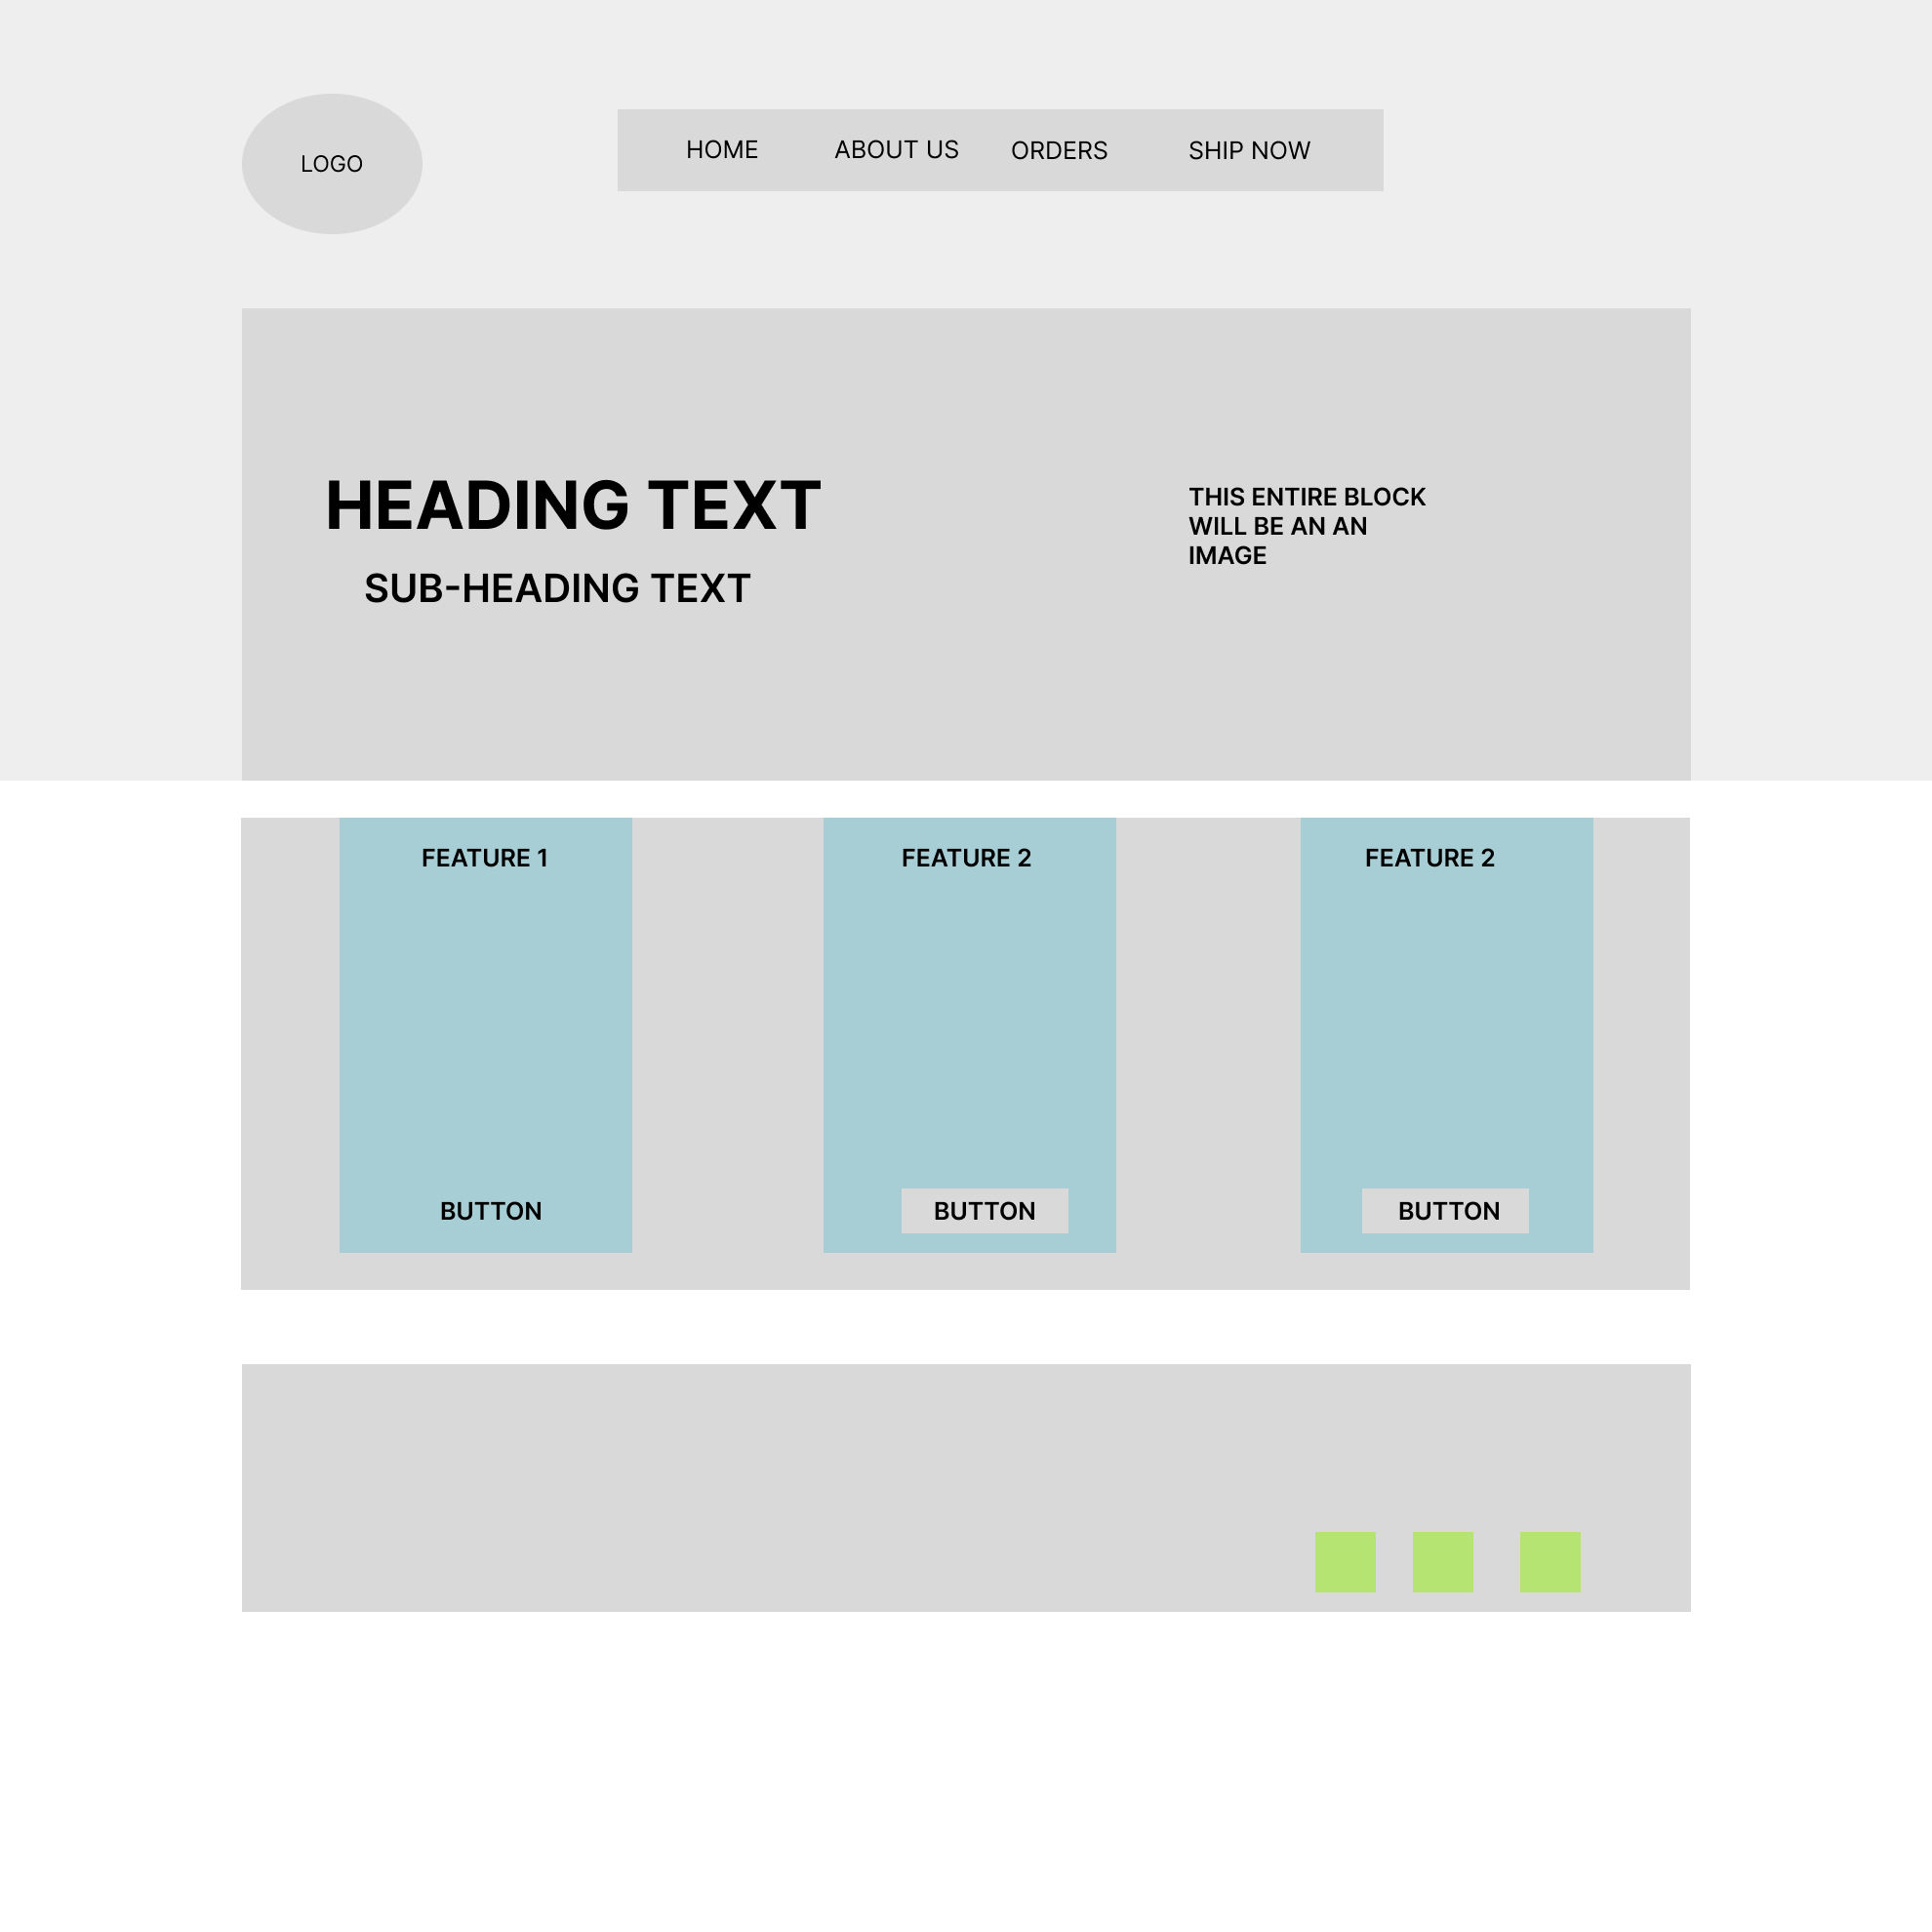 LOGO
HOME ABOUT US ORDERS SHIP NOW
HEADING TEXT
SUB-HEADING TEXT
THIS ENTIRE BLOCK
WILL BE AN AN
IMAGE
FEATURE 1
FEATURE 2
FEATURE 2
BUTTON
BUTTON
BUTTON